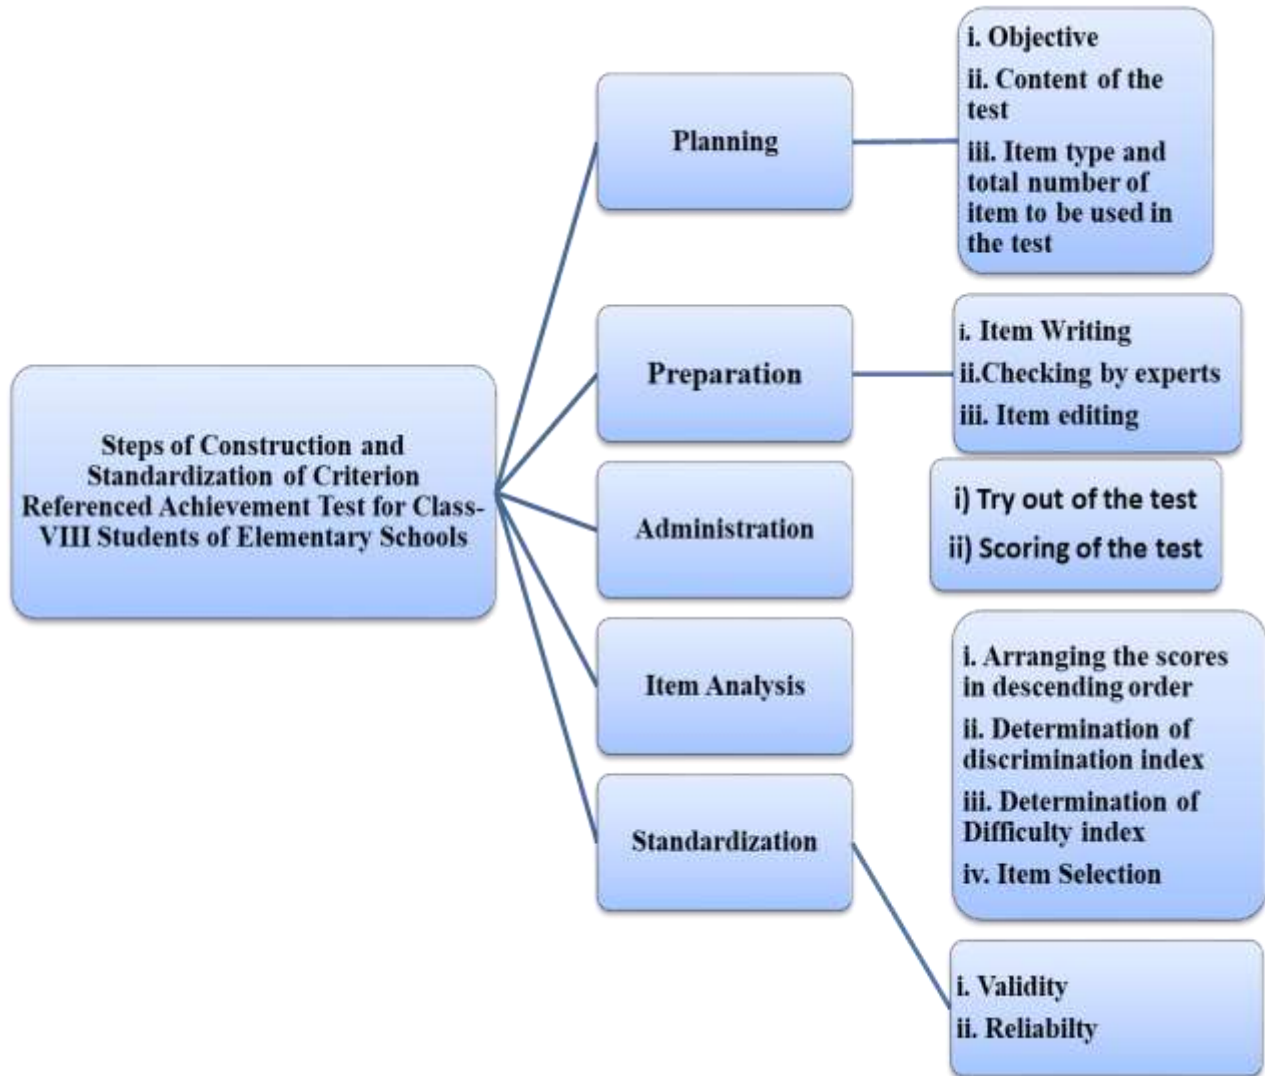 Steps of Construction and
Standardization of Criterion
Referenced Achievement Test for Class-
VIII Students of Elementary Schools
Planning
i. Objective
ii. Content of the
test
iii. Item type and
total number of
item to be used in
the test
Preparation
i. Item Writing
ii.Checking by experts
iii. Item editing
Administration
i) Try out of the test
ii) Scoring of the test
Item Analysis
i. Arranging the scores
in descending order
ii. Determination of
discrimination index
iii. Determination of
Difficulty index
iv. Item Selection
Standardization
i. Validity
ii. Reliabilty